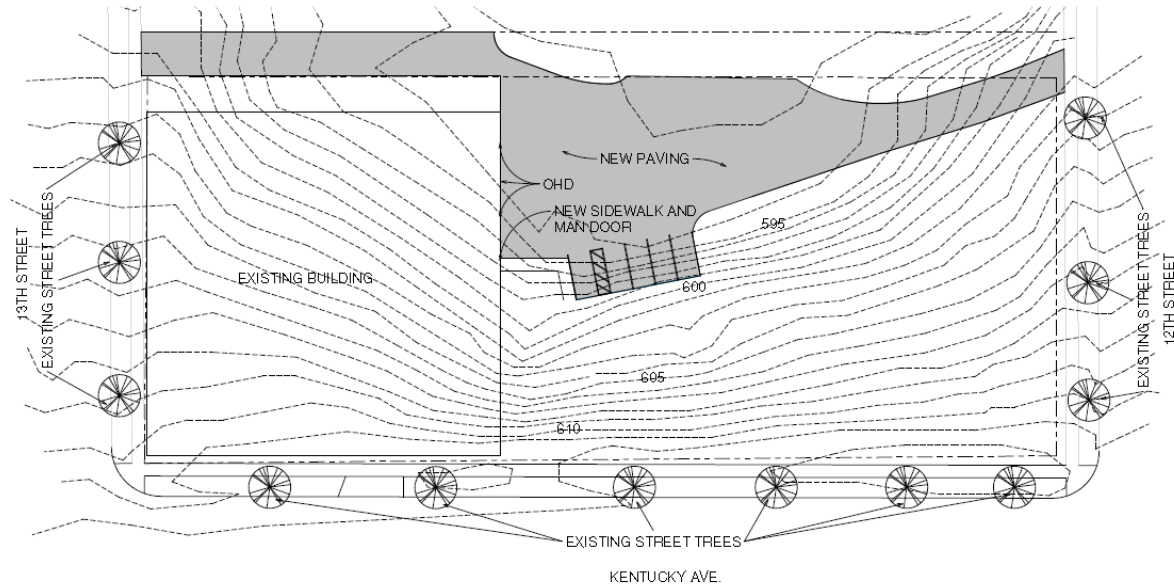 NEW PAVING
OHD
NEW SIDEWALK AND
MAN DOOR
595
EXISTING BUILDING
600
605
610
13TH STREET
EXISTING STREET TREES
EXISTING STREET TREES
12TH STREET
EXISTING STREET TREES
KENTUCKY AVE.